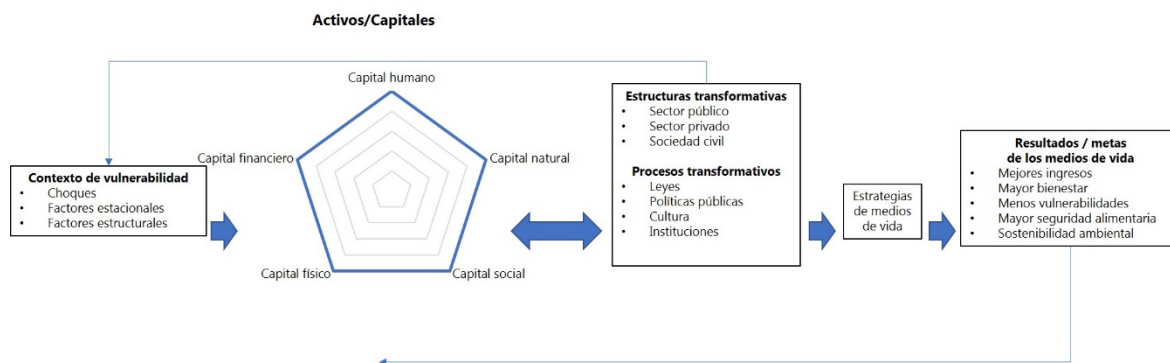 Activos/Capitales
Capital humano
Capital financiero
Capital natural
Capital físico
Capital social
Contexto de vulnerabilidad
• Choques
• Factores estacionales
• Factores estructurales
Estructuras transformativas
• Sector público
• Sector privado
• Sociedad civil
Procesos transformativos
• Leyes
• Políticas públicas
• Cultura
• Instituciones
Estrategias
de medios
de vida
Resultados / metas
de los medios de vida
• Mejores ingresos
• Mayor bienestar
• Menos vulnerabilidades
• Mayor seguridad alimentaria
• Sostenibilidad ambiental